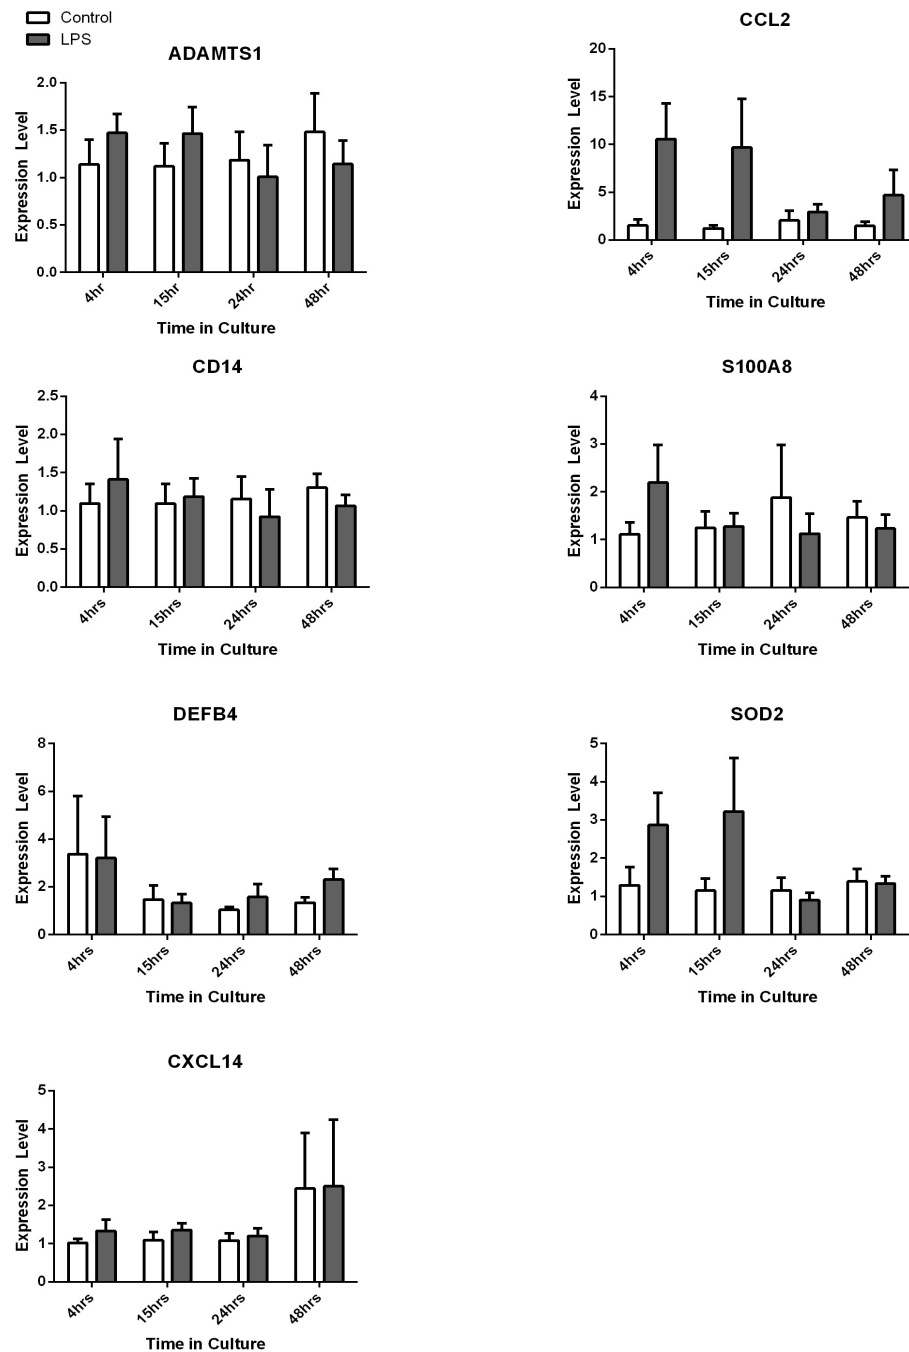 Control
LPS
ADAMTS1
Expression Level
2.0
1.5
1.0
0.5
0.0
4hr 15hr 24hr 48hr
Time in Culture
CCL2
Expression Level
20
15
10
5
0
4hrs 15hrs 24hrs 48hrs
Time in Culture
CD14
Expression Level
2.5
2.0
1.5
1.0
0.5
0.0
4hrs 15hrs 24hrs 48hrs
Time in Culture
S100A8
Expression Level
4
3
2
1
0
4hrs 15hrs 24hrs 48hrs
Time in Culture
DEFB4
Expression Level
8
6
4
2
0
4hrs 15hrs 24hrs 48hrs
Time in Culture
SOD2
Expression Level
5
4
3
2
1
0
4hrs 15hrs 24hrs 48hrs
Time in Culture
CXCL14
Expression Level
5
4
3
2
1
0
4hrs 15hrs 24hrs 48hrs
Time in Culture